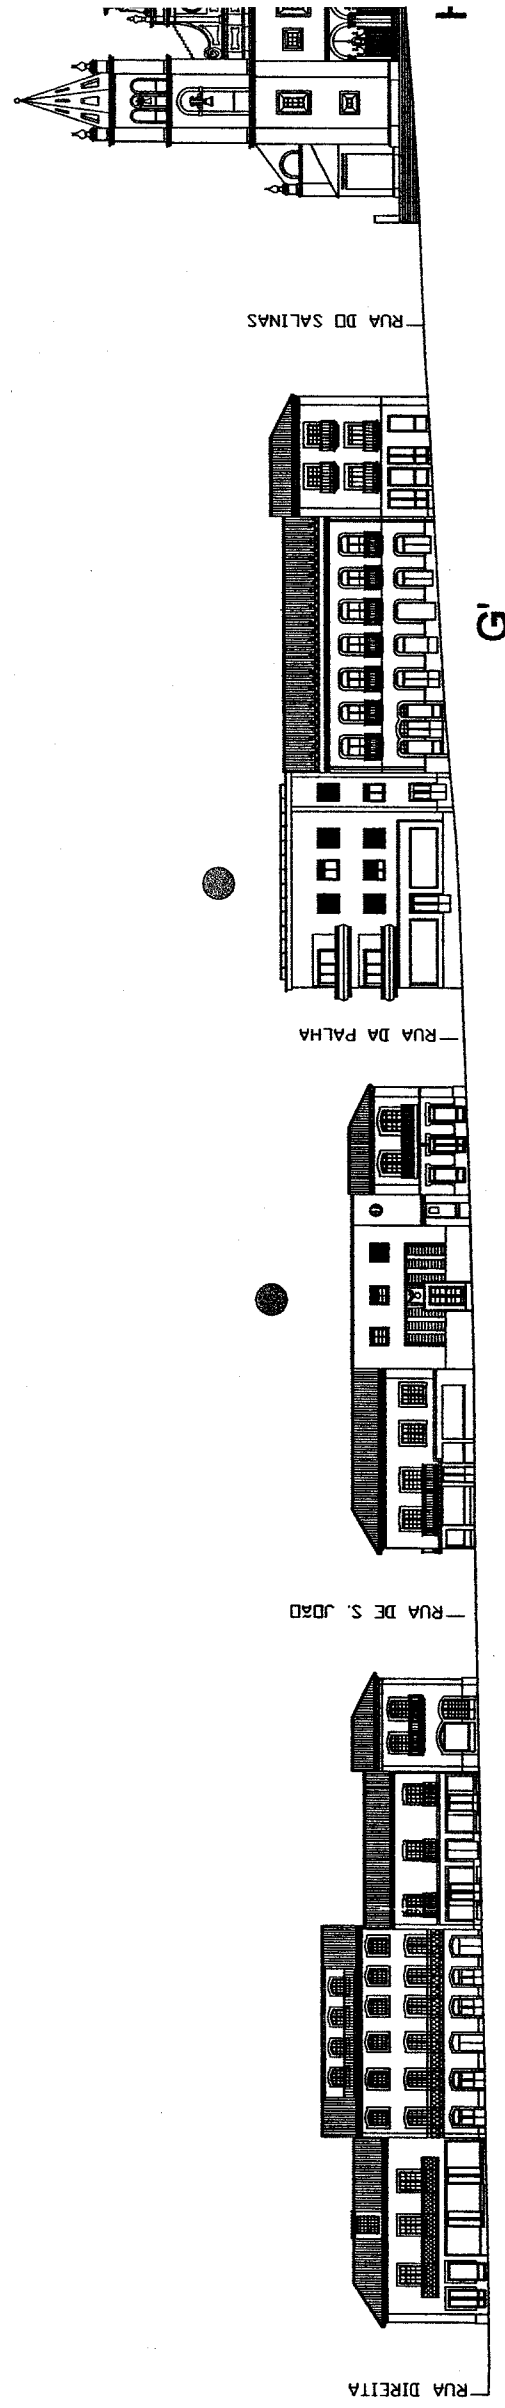 RUA DO SALINAS
G'
RUA DA PALHA
RUA DE S. JOãO
RUA DIREITA